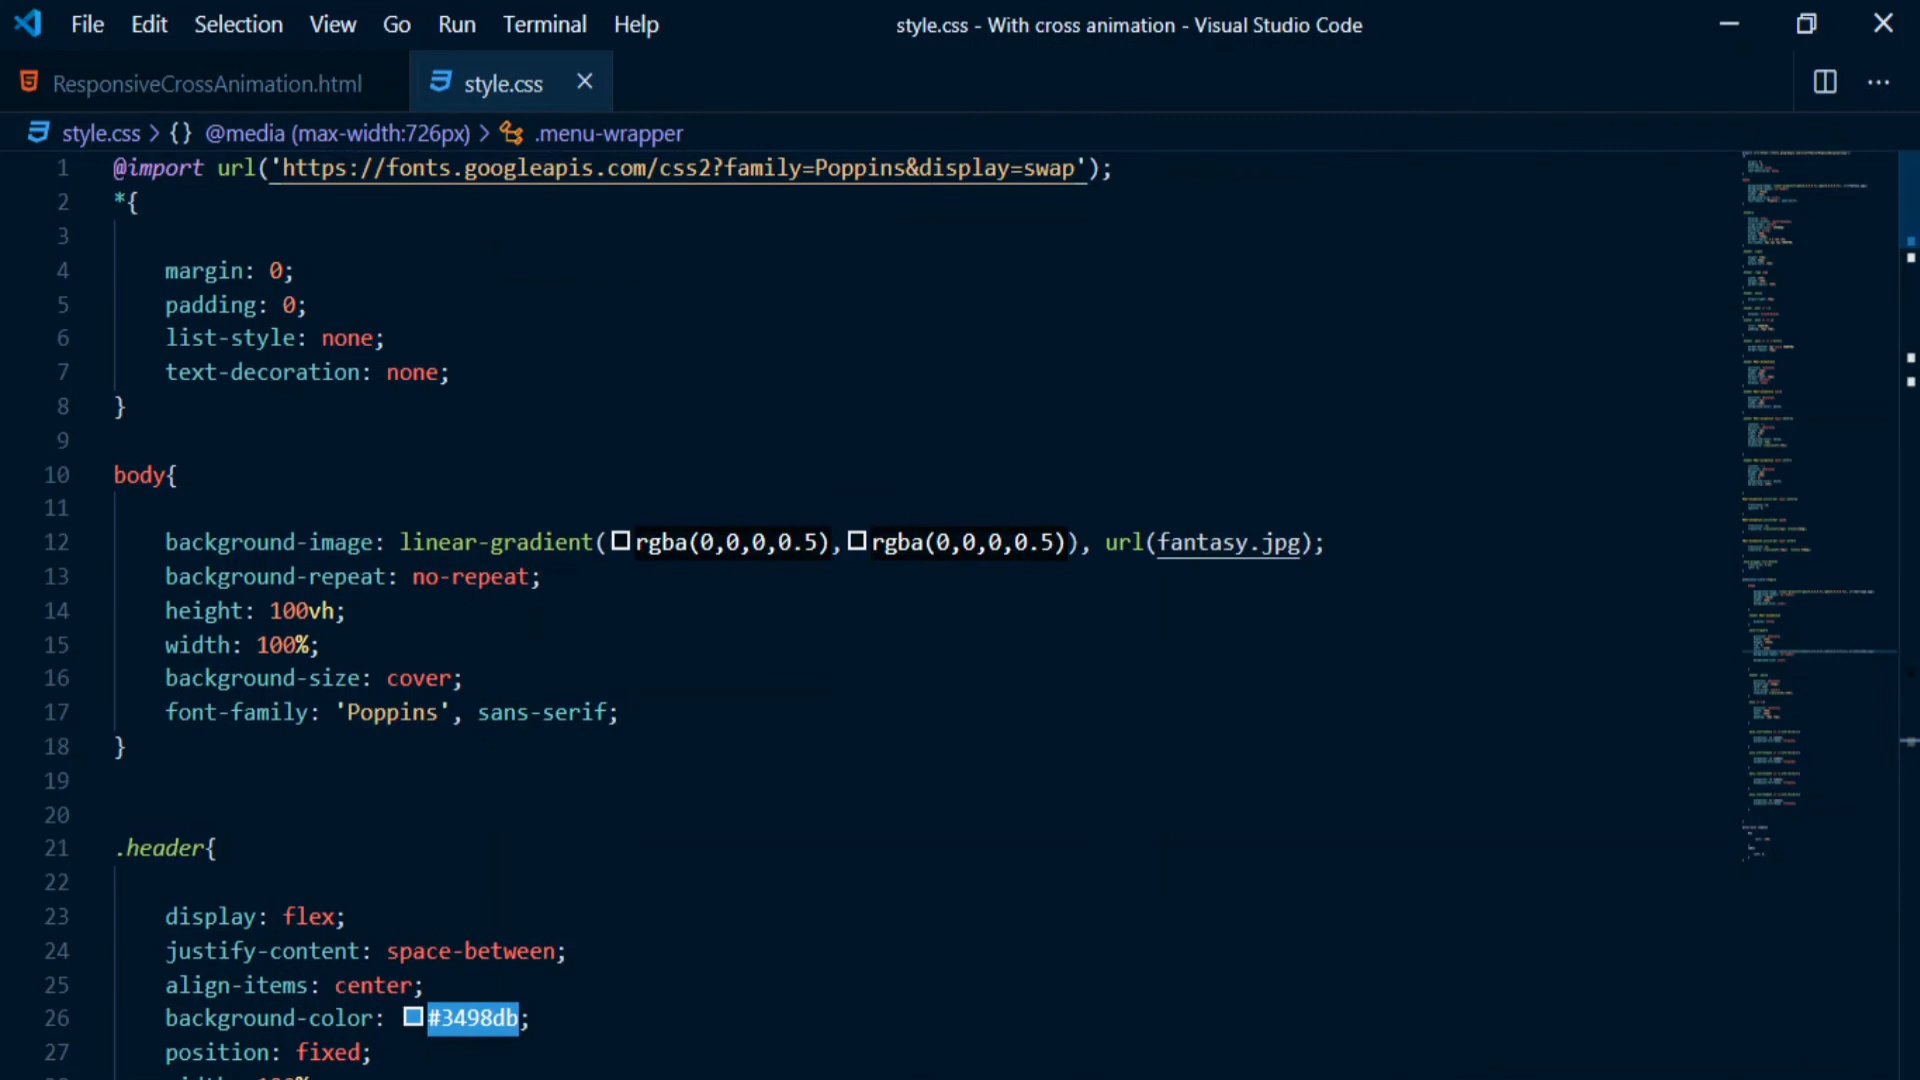 File Edit Selection View Go Run Terminal Help style.css - With cross animation - Visual Studio Code
ResponsiveCrossAnimation.html style.css
style.css > {} @media (max-width:726px) > .menu-wrapper
1 @import url('https://fonts.googleapis.com/css2?family=Poppins&display=swap');
2 *{
3
4 margin: 0;
5 padding: 0;
6 list-style: none;
7 text-decoration: none;
8 }
9
10 body{
11
12 background-image: linear-gradient(rgba(0,0,0,0.5),rgba(0,0,0,0.5)), url(fantasy.jpg);
13 background-repeat: no-repeat;
14 height: 100vh;
15 width: 100%;
16 background-size: cover;
17 font-family: 'Poppins', sans-serif;
18 }
19
20
21 .header{
22
23 display: flex;
24 justify-content: space-between;
25 align-items: center;
26 background-color: #3498db;
27 position: fixed;